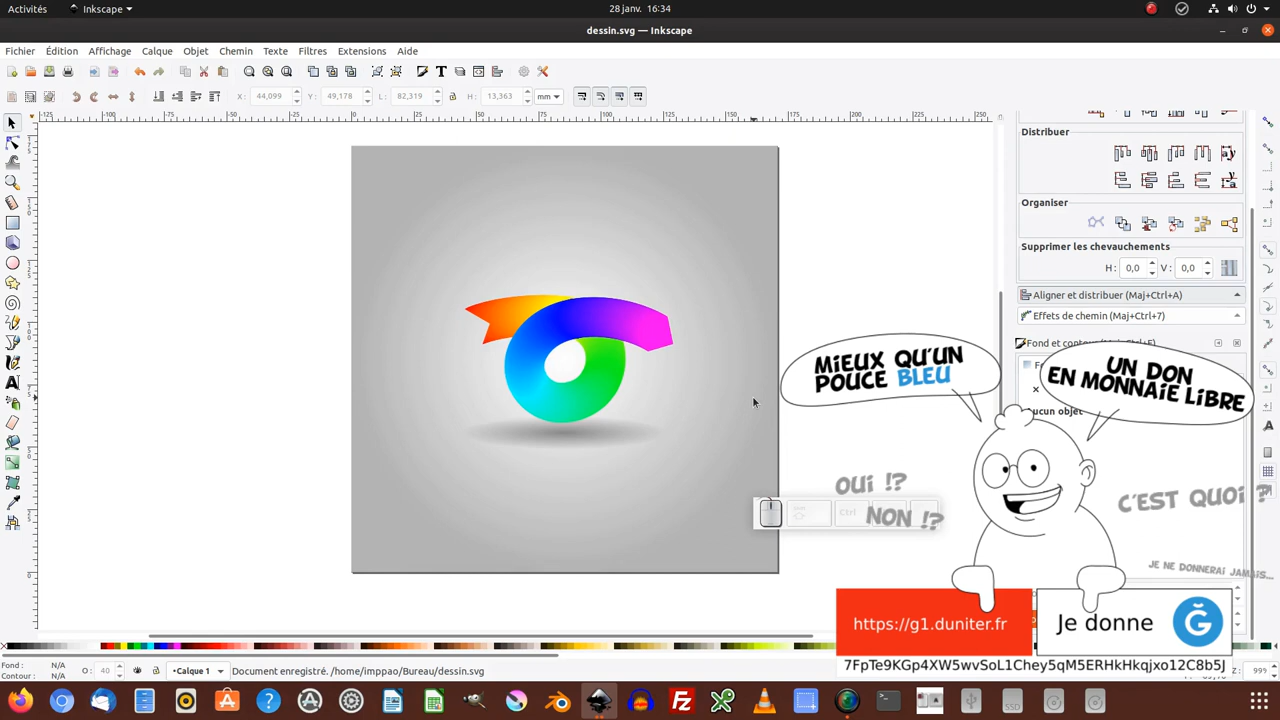 Activités
Inkscape
28 janv. 16:34
dessin.svg — Inkscape
Fichier Édition Affichage Calque Objet Chemin Texte Filtres Extensions Aide
X: 44,099 Y: 49,178 L: 82,319 H: 13,363 mm
Distribuer
Organiser
Supprimer les chevauchements
H: 0,0 V: 0,0
Aligner et distribuer (Maj+Ctrl+A)
Effets de chemin (Maj+Ctrl+7)
Fond et contour
Aucun objet
MIEUX QU'UN
POUCE BLEU
UN DON
EN MONNAIE LIBRE
OUI !?
NON !?
C'EST QUOI ?
JE NE DONNERAI JAMAIS...
Ctrl
https://g1.duniter.fr
Je donne
Ğ
7FpTe9KGp4XW5wvSoL1Chey5qM5ERHkHkqjxo12C8b5J
Fond : N/A
Contour : N/A
O : 40
•Calque 1
Document enregistré. /home/imppao/Bureau/dessin.svg
Z: 99%